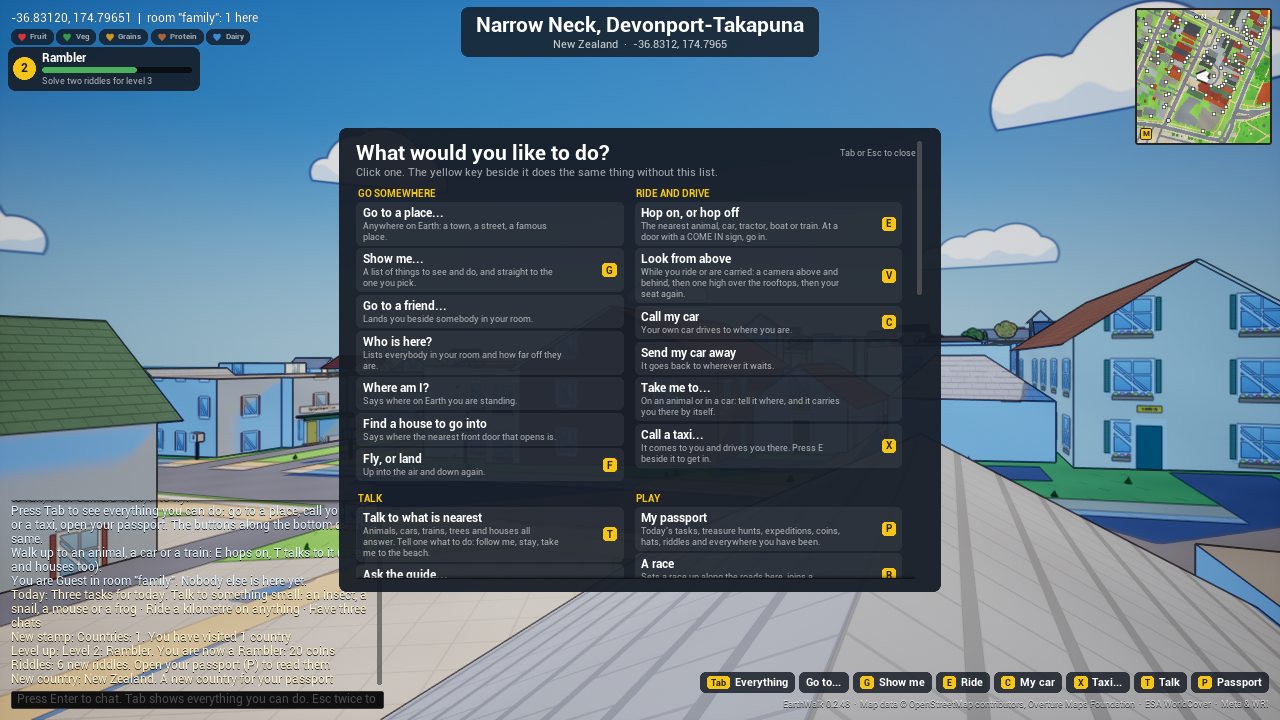 -36.83120, 174.79651 | room "family": 1 here
Fruit Veg Grains Protein Dairy
2 Rambler
Solve two riddles for level 3
Narrow Neck, Devonport-Takapuna
New Zealand · -36.8312, 174.7965
M
What would you like to do?
Tab or Esc to close
Click one. The yellow key beside it does the same thing without this list.
GO SOMEWHERE
Go to a place...
Anywhere on Earth: a town, a street, a famous
place.
Show me...
A list of things to see and do, and straight to the
one you pick.
G
Go to a friend...
Lands you beside somebody in your room.
Who is here?
Lists everybody in your room and how far off they
are.
Where am I?
Says where on Earth you are standing.
Find a house to go into
Says where the nearest front door that opens is.
Fly, or land
Up into the air and down again.
F
RIDE AND DRIVE
Hop on, or hop off
The nearest animal, car, tractor, boat or train. At a
door with a COME IN sign, go in.
E
Look from above
While you ride or are carried: a camera above and
behind, then one high over the rooftops, then your
seat again.
V
Call my car
Your own car drives to where you are.
C
Send my car away
It goes back to wherever it waits.
Take me to...
On an animal or in a car: tell it where, and it carries
you there by itself.
Call a taxi...
It comes to you and drives you there. Press E
beside it to get in.
X
TALK
Talk to what is nearest
Animals, cars, trains, trees and houses all
answer. Tell one what to do: follow me, stay, take
me to the beach.
T
Ask the guide...
PLAY
My passport
Today's tasks, treasure hunts, expeditions, coins,
hats, riddles and everywhere you have been.
P
A race
Sets a race up along the roads here, joins a
R
Press Tab to see everything you can do: go to a place, call yo
or a taxi, open your passport. The buttons along the bottom
same.
Walk up to an animal, a car or a train: E hops on, T talks to it
and houses too).
You are Guest in room "family". Nobody else is here yet.
Today: Three tasks for today. Talk to something small: an insect, a
snail, a mouse or a frog · Ride a kilometre on anything · Have three
chats
New stamp: Countries: 1. You have visited 1 country
Level up: Level 2: Rambler. You are now a Rambler: 20 coins
Riddles: 6 new riddles. Open your passport (P) to read them
New country: New Zealand. A new country for your passport
Press Enter to chat. Tab shows everything you can do. Esc twice to
Tab Everything Go to... G Show me E Ride C My car X Taxi... T Talk P Passport